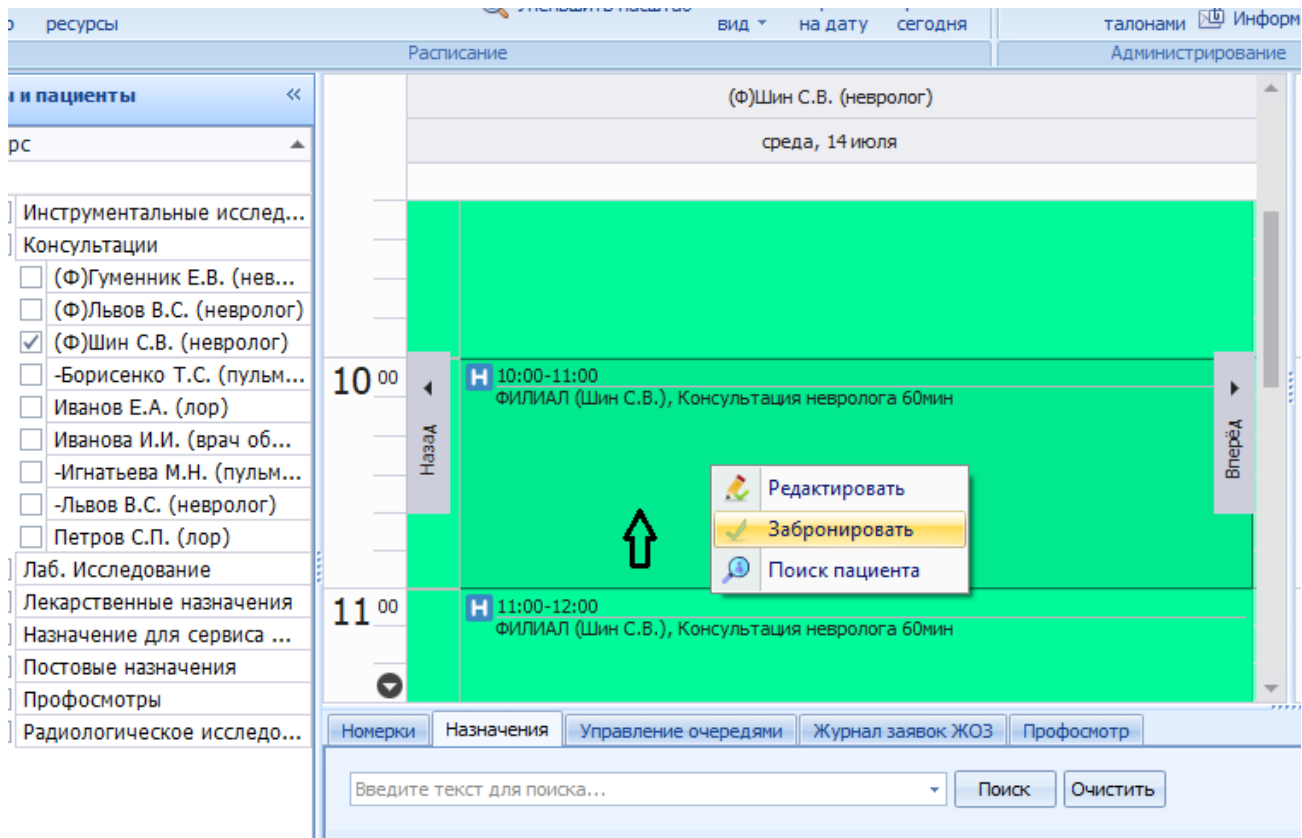 ресурсы
вид
на дату
сегодня
талонами
Информ
Расписание
Администрирование
и пациенты
рс
Инструментальные исслед...
Консультации
(Ф)Гуменник Е.В. (нев...
(Ф)Львов В.С. (невролог)
(Ф)Шин С.В. (невролог)
-Борисенко Т.С. (пульм...
Иванов Е.А. (лор)
Иванова И.И. (врач об...
-Игнатьева М.Н. (пульм...
-Львов В.С. (невролог)
Петров С.П. (лор)
Лаб. Исследование
Лекарственные назначения
Назначение для сервиса ...
Постовые назначения
Профосмотры
Радиологическое исследо...
(Ф)Шин С.В. (невролог)
среда, 14 июля
10 00
Назад
Н 10:00-11:00
ФИЛИАЛ (Шин С.В.), Консультация невролога 60мин
Вперёд
Редактировать
Забронировать
Поиск пациента
11 00
Н 11:00-12:00
ФИЛИАЛ (Шин С.В.), Консультация невролога 60мин
Номерки
Назначения
Управление очередями
Журнал заявок ЖОЗ
Профосмотр
Введите текст для поиска...
Поиск
Очистить